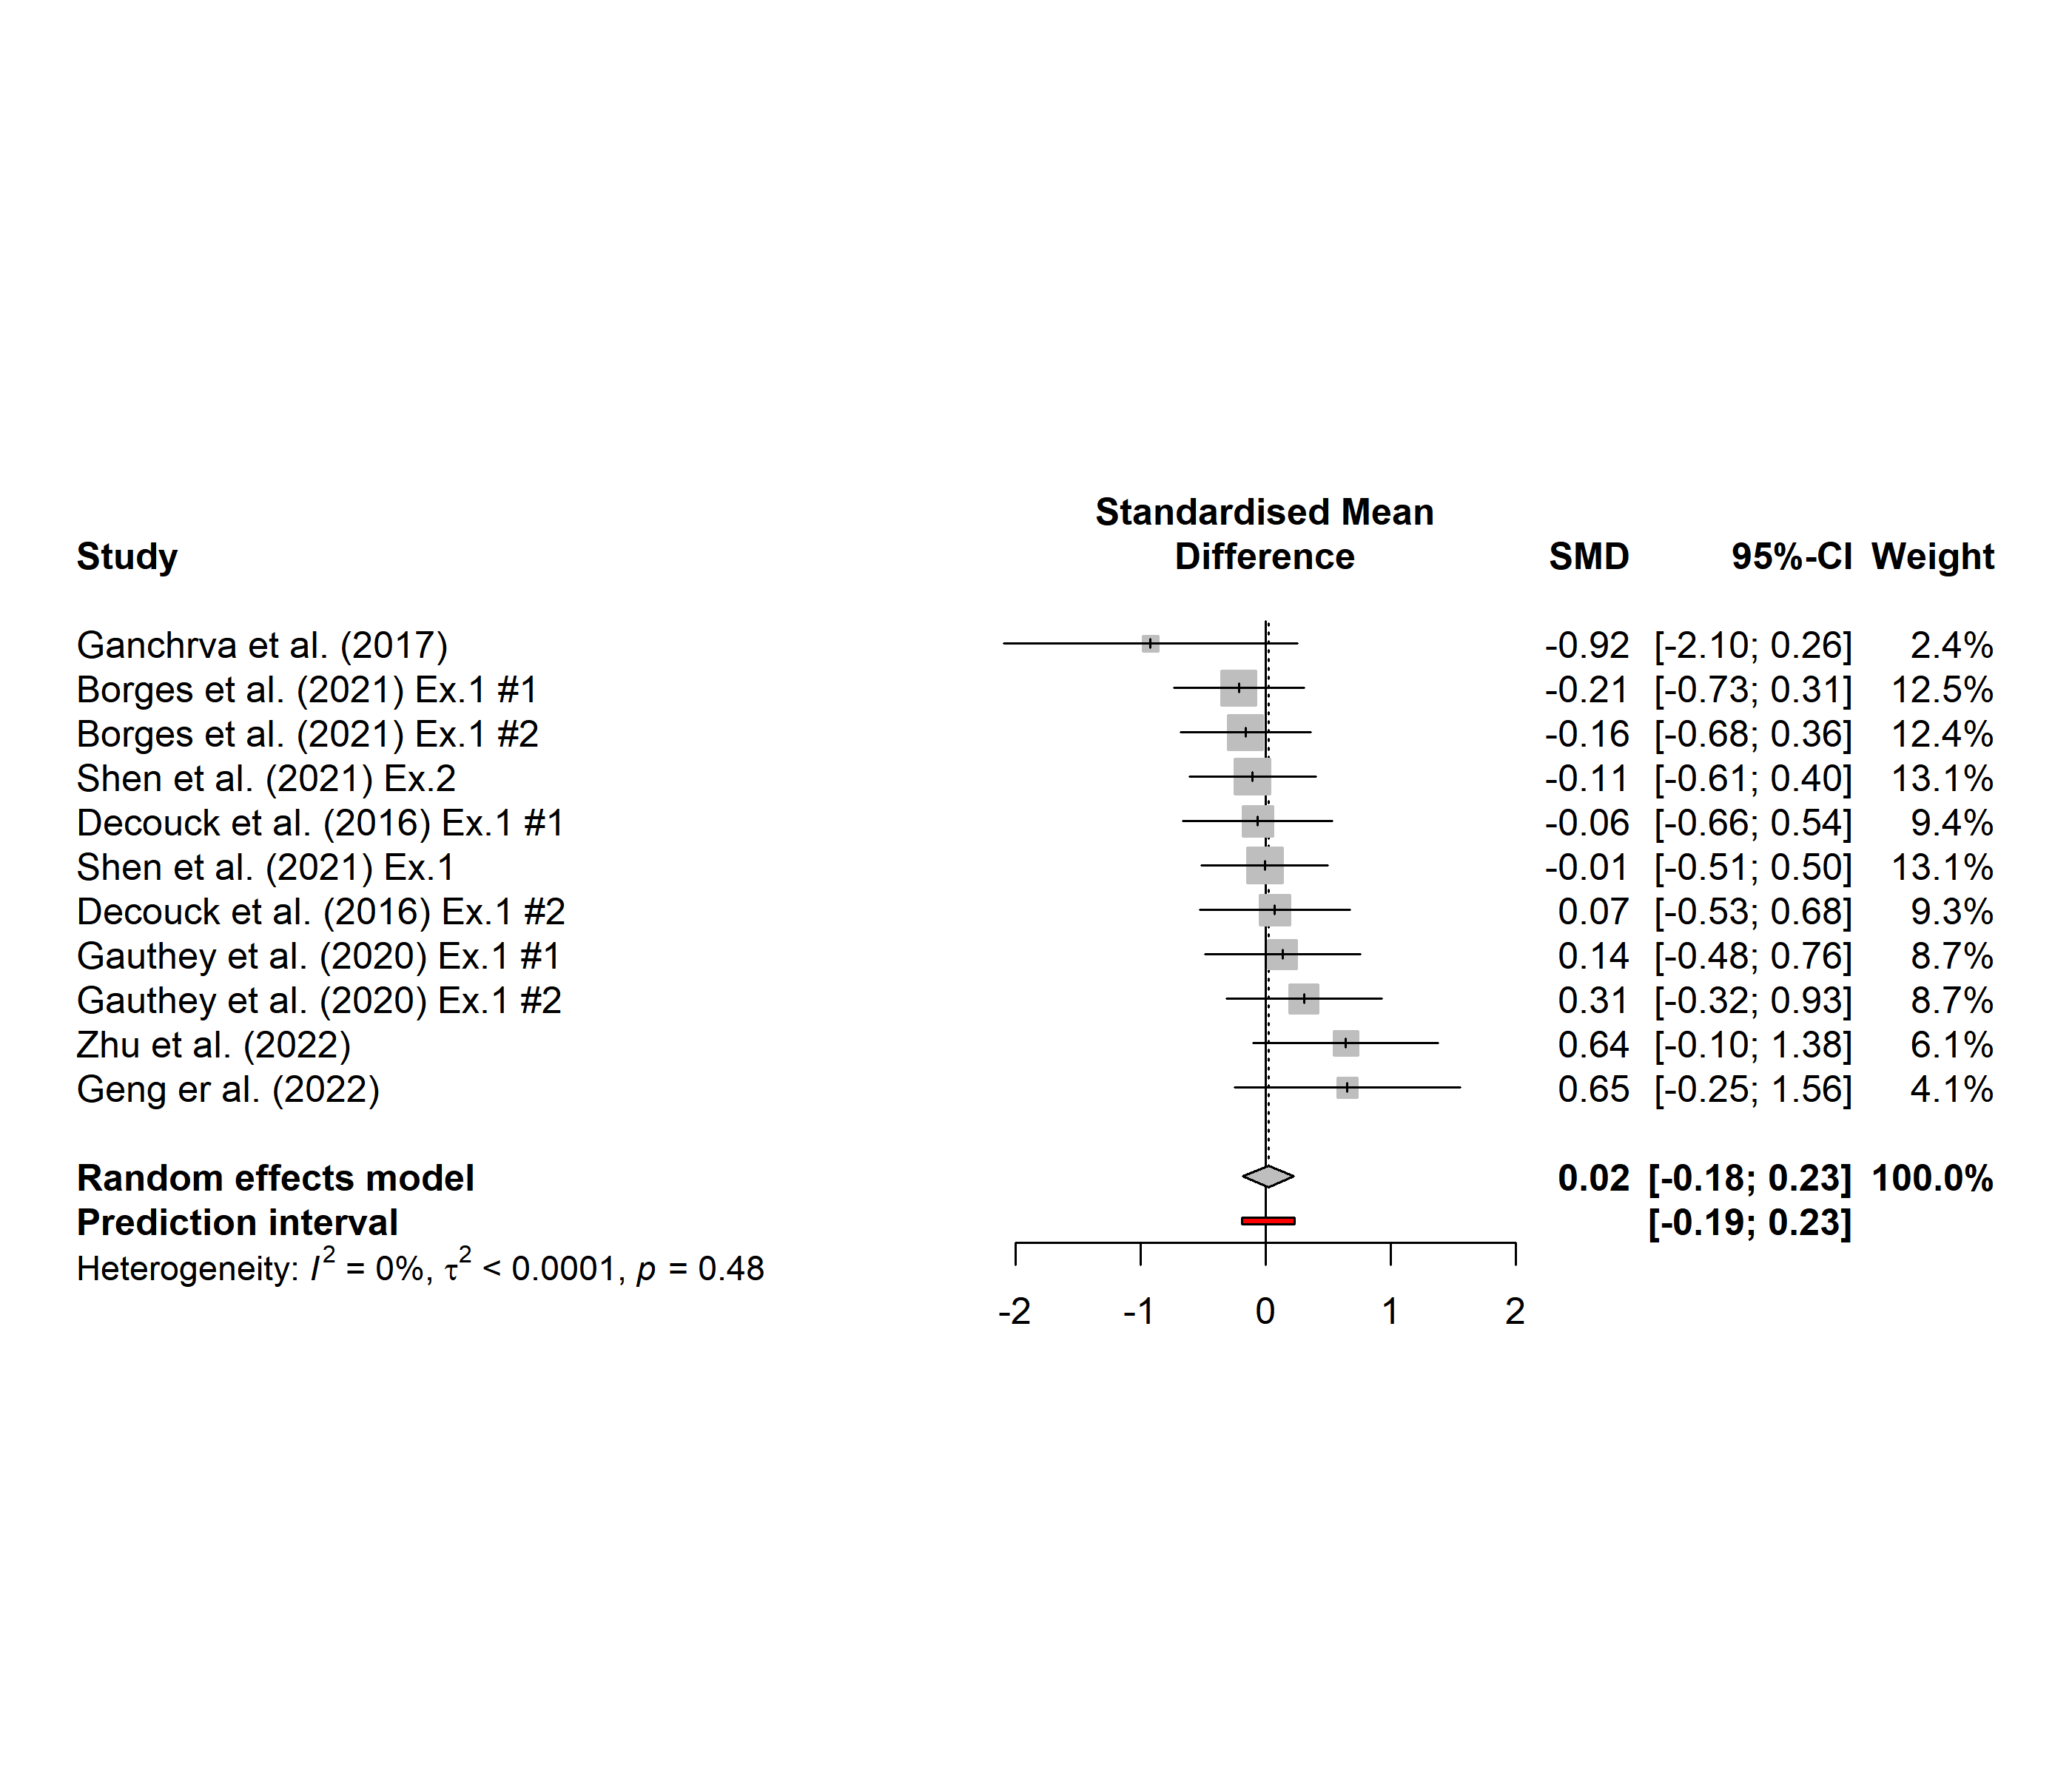 Standardised Mean
Study Difference SMD 95%-CI Weight
Ganchrva et al. (2017) -0.92 [-2.10; 0.26] 2.4%
Borges et al. (2021) Ex.1 #1 -0.21 [-0.73; 0.31] 12.5%
Borges et al. (2021) Ex.1 #2 -0.16 [-0.68; 0.36] 12.4%
Shen et al. (2021) Ex.2 -0.11 [-0.61; 0.40] 13.1%
Decouck et al. (2016) Ex.1 #1 -0.06 [-0.66; 0.54] 9.4%
Shen et al. (2021) Ex.1 -0.01 [-0.51; 0.50] 13.1%
Decouck et al. (2016) Ex.1 #2 0.07 [-0.53; 0.68] 9.3%
Gauthey et al. (2020) Ex.1 #1 0.14 [-0.48; 0.76] 8.7%
Gauthey et al. (2020) Ex.1 #2 0.31 [-0.32; 0.93] 8.7%
Zhu et al. (2022) 0.64 [-0.10; 1.38] 6.1%
Geng er al. (2022) 0.65 [-0.25; 1.56] 4.1%
Random effects model 0.02 [-0.18; 0.23] 100.0%
Prediction interval [-0.19; 0.23]
Heterogeneity: I² = 0%, τ² < 0.0001, p = 0.48
-2 -1 0 1 2